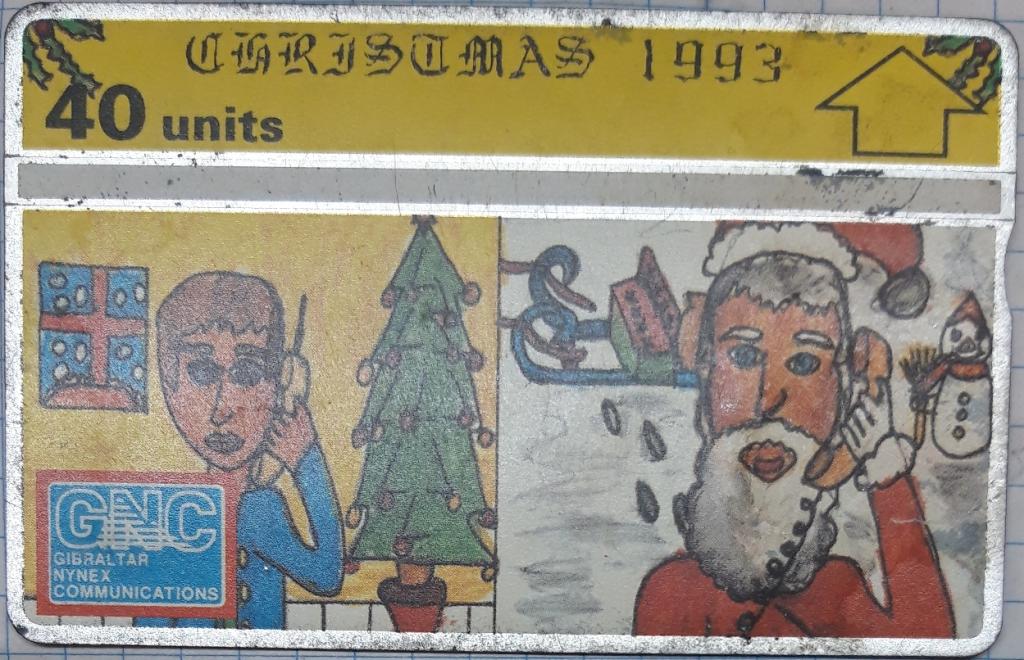 CHRISTMAS 1993
40 units
GNC
GIBRALTAR
NYNEX
COMMUNICATIONS